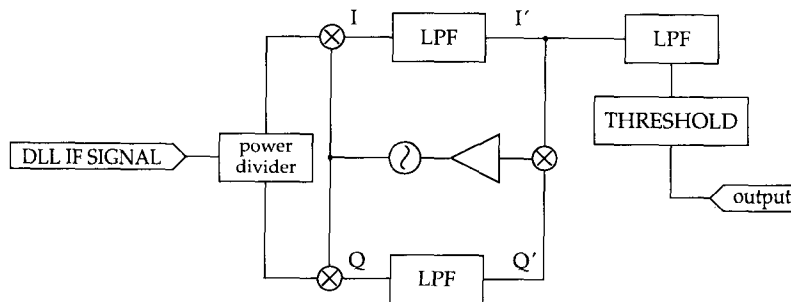 I
LPF
I′
LPF
THRESHOLD
DLL IF SIGNAL
power
divider
output
Q
LPF
Q′